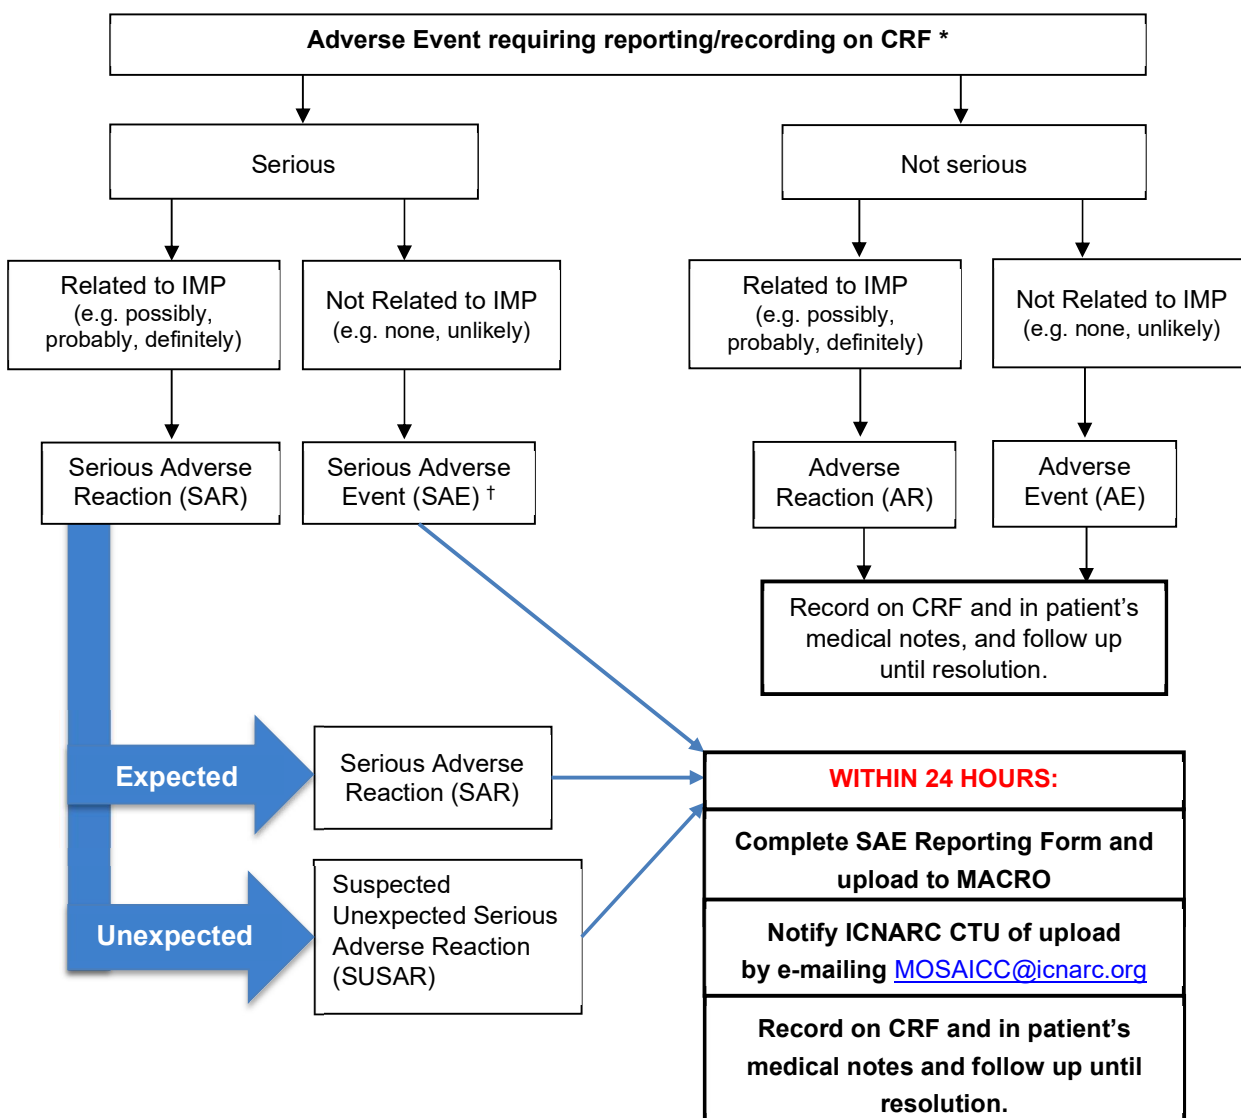 Adverse Event requiring reporting/recording on CRF *
Serious
Not serious
Related to IMP
(e.g. possibly,
probably, definitely)
Not Related to IMP
(e.g. none, unlikely)
Related to IMP
(e.g. possibly,
probably, definitely)
Not Related to IMP
(e.g. none, unlikely)
Serious Adverse
Reaction (SAR)
Serious Adverse
Event (SAE) †
Adverse
Reaction (AR)
Adverse
Event (AE)
Record on CRF and in patient’s
medical notes, and follow up
until resolution.
Expected
Serious Adverse
Reaction (SAR)
Unexpected
Suspected
Unexpected Serious
Adverse Reaction
(SUSAR)
WITHIN 24 HOURS:
Complete SAE Reporting Form and
upload to MACRO
Notify ICNARC CTU of upload
by e-mailing MOSAICC@icnarc.org
Record on CRF and in patient’s
medical notes and follow up until
resolution.